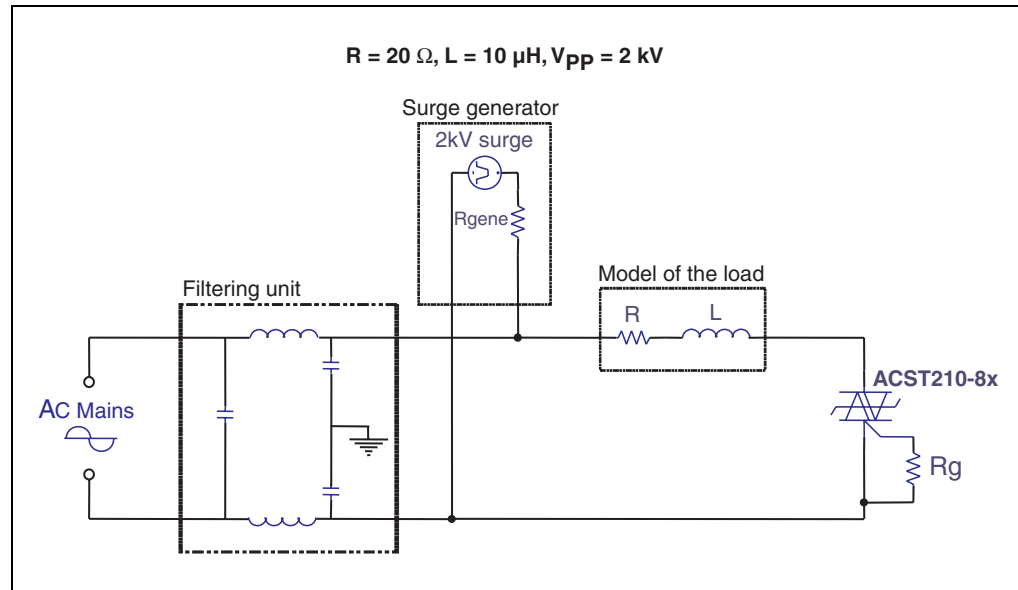 R = 20 Ω, L = 10 µH, VPP = 2 kV
Surge generator
2kV surge
Rgene
Model of the load
Filtering unit
R
L
ACST210-8x
AC Mains
Rg